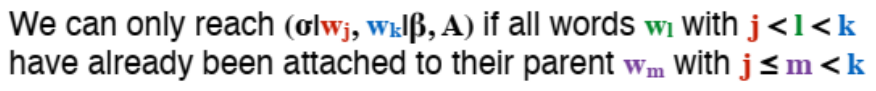 We can only reach (σ|wj, wk|β, A) if all words wl with j < l < k
have already been attached to their parent wm with j ≤ m < k